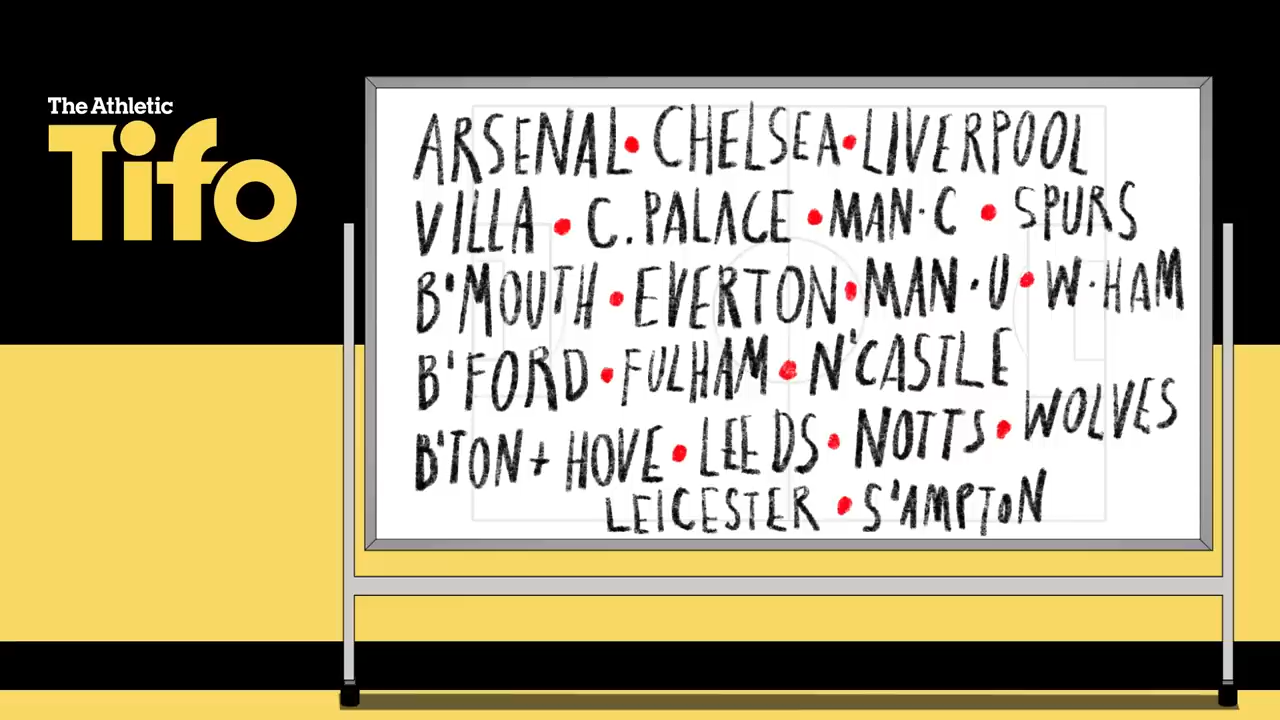 The Athletic
Tifo
ARSENAL • CHELSEA • LIVERPOOL
VILLA • C. PALACE • MAN·C • SPURS
B'MOUTH • EVERTON • MAN·U • W·HAM
B'FORD • FULHAM • N'CASTLE
B'TON + HOVE • LEEDS • NOTTS • WOLVES
LEICESTER • S'AMPTON